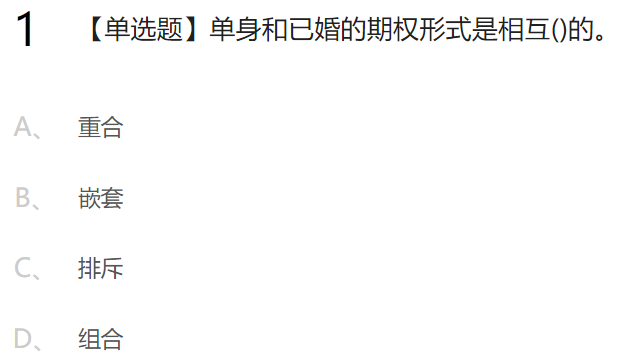 1 【单选题】单身和已婚的期权形式是相互()的。
A、 重合
B、 嵌套
C、 排斥
D、 组合